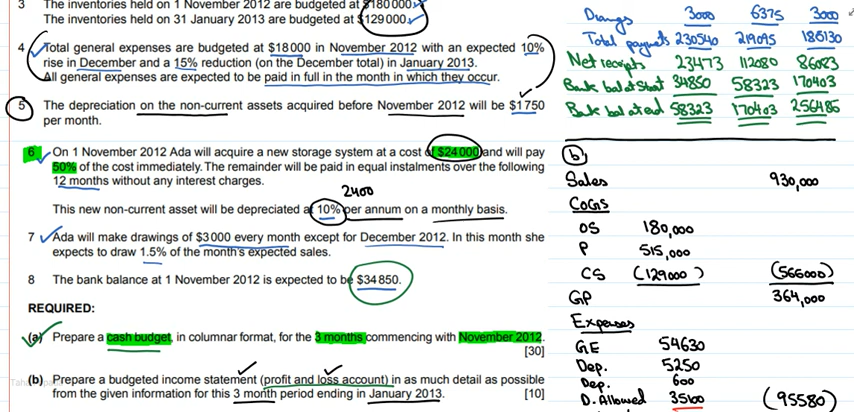 3 The inventories held on 1 November 2012 are budgeted at $180 000.
The inventories held on 31 January 2013 are budgeted at $129 000.
4 Total general expenses are budgeted at $18 000 in November 2012 with an expected 10%
rise in December and a 15% reduction (on the December total) in January 2013.
All general expenses are expected to be paid in full in the month in which they occur.
5 The depreciation on the non-current assets acquired before November 2012 will be $1 750
per month.
6 On 1 November 2012 Ada will acquire a new storage system at a cost of $24 000 and will pay
50% of the cost immediately. The remainder will be paid in equal instalments over the following
12 months without any interest charges.
2400
This new non-current asset will be depreciated at 10% per annum on a monthly basis.
7 Ada will make drawings of $3 000 every month except for December 2012. In this month she
expects to draw 1.5% of the month's expected sales.
8 The bank balance at 1 November 2012 is expected to be $34 850.
REQUIRED:
(a) Prepare a cash budget, in columnar format, for the 3 months commencing with November 2012.
[30]
(b) Prepare a budgeted income statement (profit and loss account) in as much detail as possible
from the given information for this 3 month period ending in January 2013. [10]
Drawings 3000 6375 3000
Total payments 230540 219095 186130
Net receipts 23473 112080 86083
Bank bal at start 34850 58323 170403
Bank bal at end 58323 170403 256485
(b)
Sales 930,000
COGS
OS 180,000
P 515,000
CS (129000) (566000)
GP 364,000
Expenses
GE 54630
Dep. 5250
Dep. 600
D. Allowed 35100 (95580)